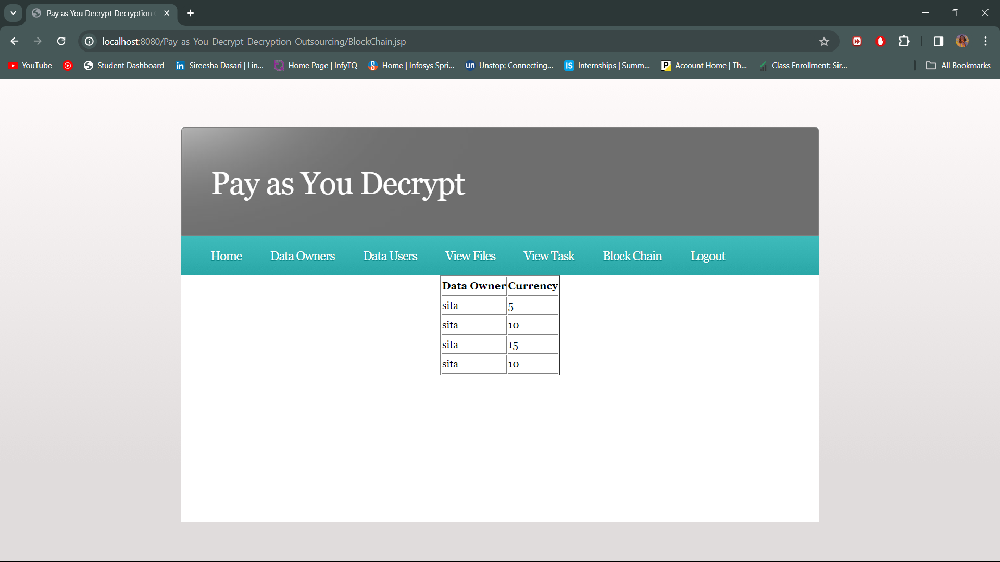 Pay as You Decrypt Decryption
localhost:8080/Pay_as_You_Decrypt_Decryption_Outsourcing/BlockChain.jsp
YouTube Student Dashboard in Sireesha Dasari | Lin... Home Page | InfyTQ Home | Infosys Spri... un Unstop: Connecting... IS Internships | Summ... P Account Home | Th... Class Enrollment: Sir... All Bookmarks
Pay as You Decrypt
Home Data Owners Data Users View Files View Task Block Chain Logout
Data Owner Currency
sita 5
sita 10
sita 15
sita 10